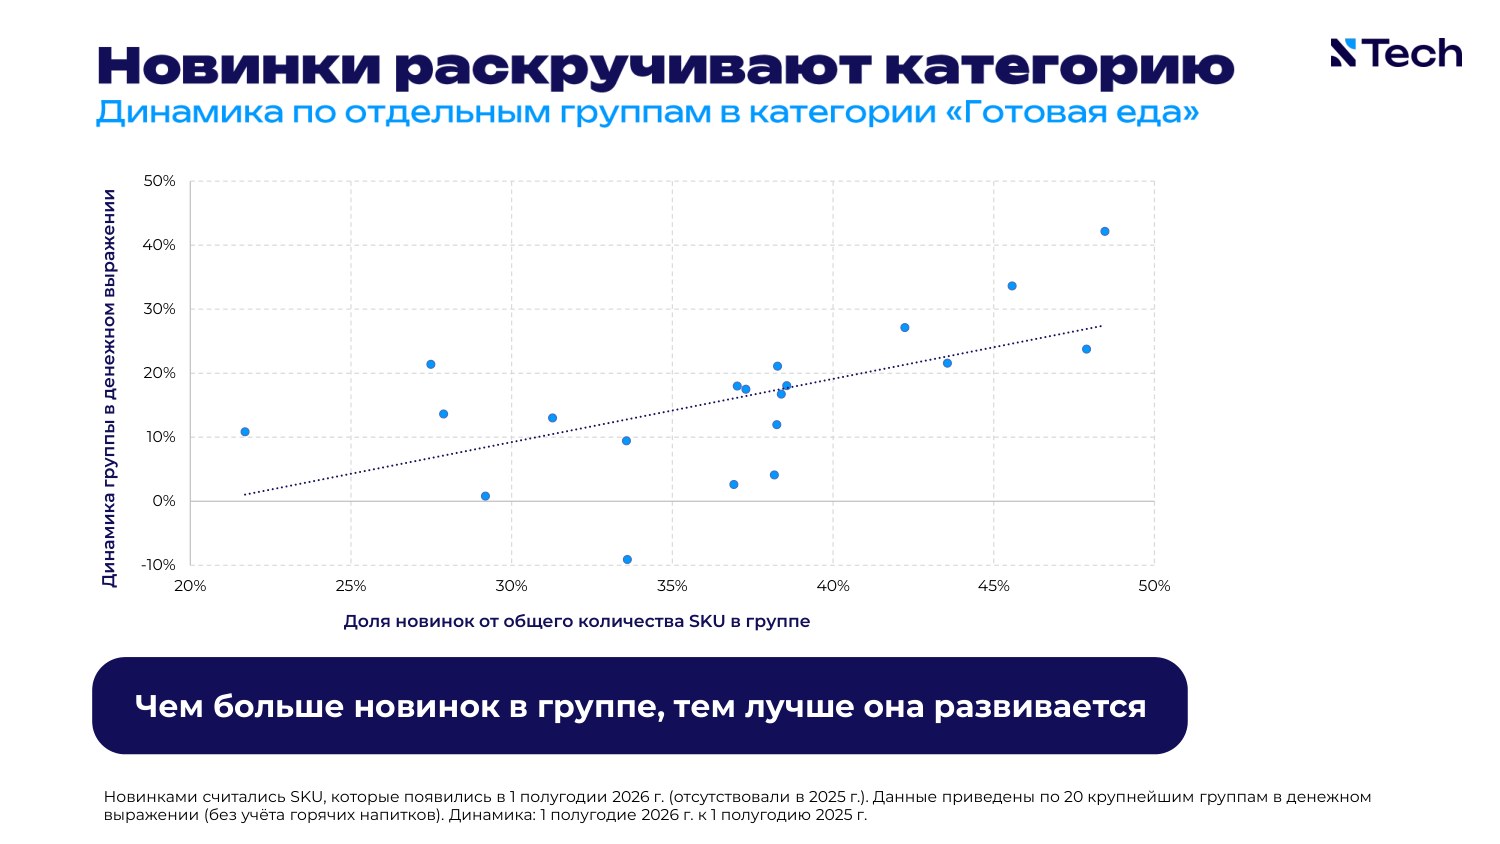 Новинки раскручивают категорию
Tech
Динамика по отдельным группам в категории «Готовая еда»
Динамика группы в денежном выражении
50%
40%
30%
20%
10%
0%
-10%
20%
25%
30%
35%
40%
45%
50%
Доля новинок от общего количества SKU в группе
Чем больше новинок в группе, тем лучше она развивается
Новинками считались SKU, которые появились в 1 полугодии 2026 г. (отсутствовали в 2025 г.). Данные приведены по 20 крупнейшим группам в денежном
выражении (без учёта горячих напитков). Динамика: 1 полугодие 2026 г. к 1 полугодию 2025 г.